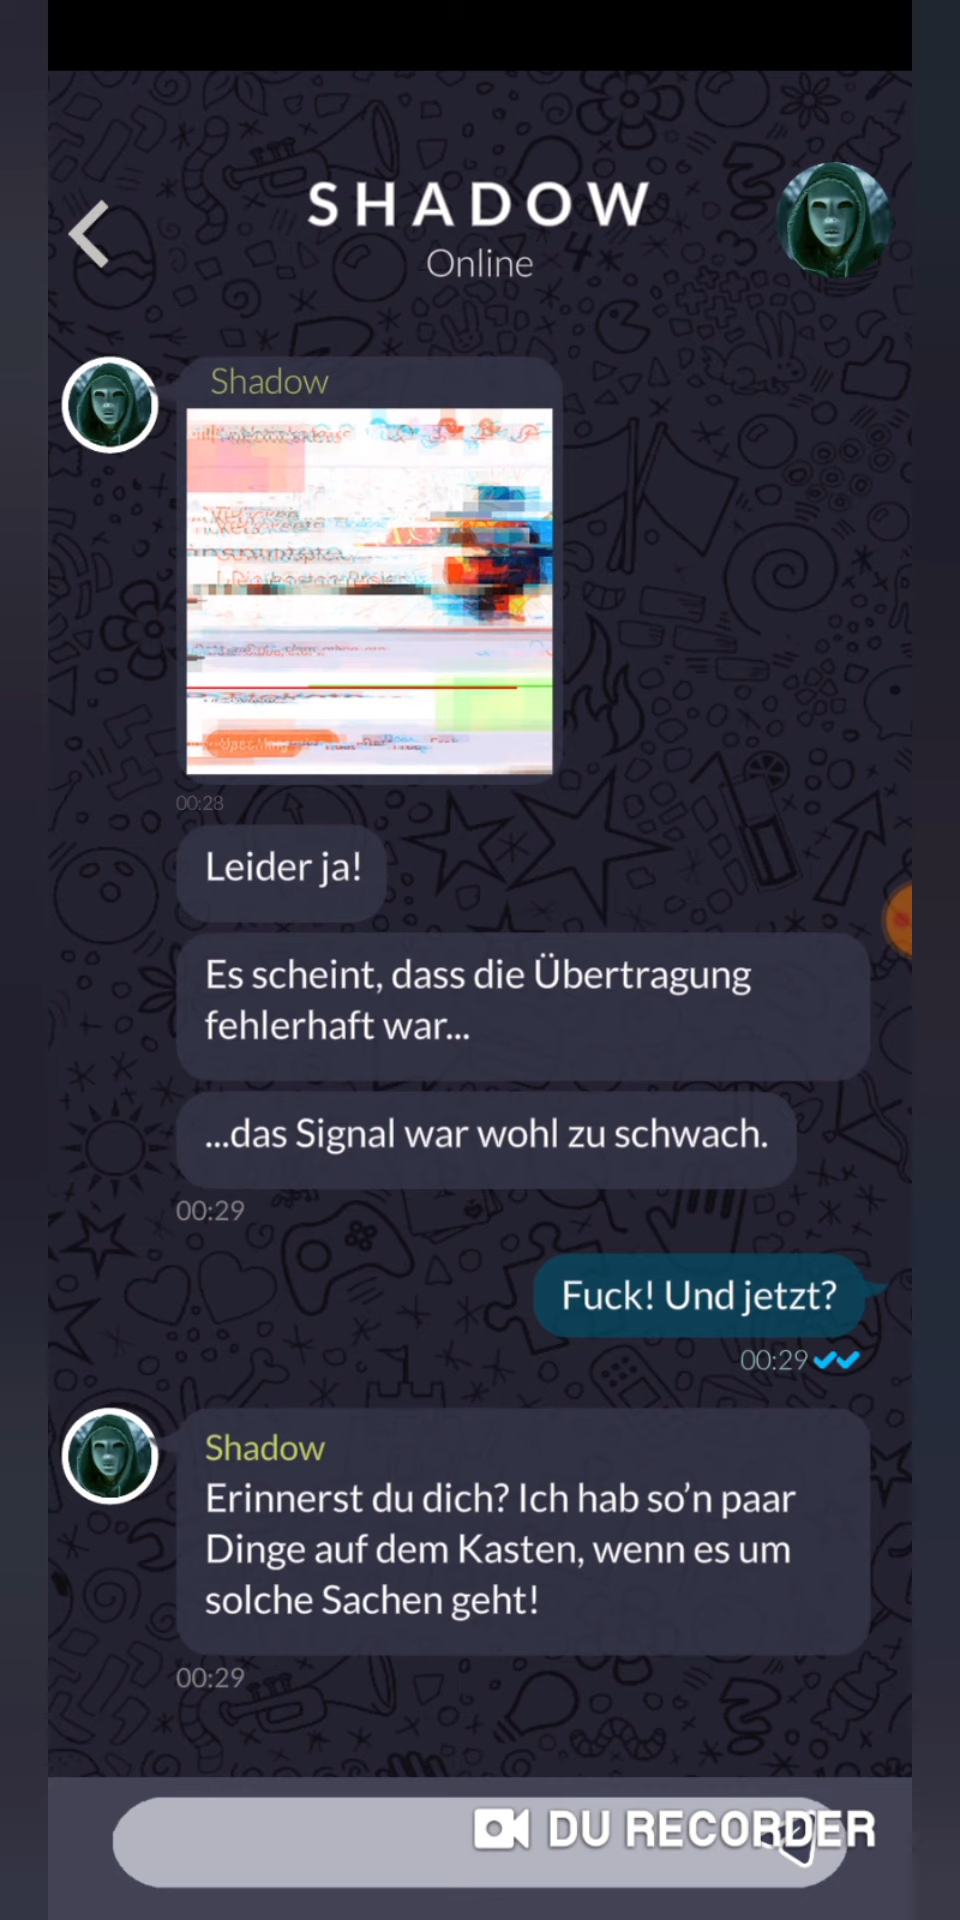 SHADOW
Online
Shadow
00:28
Leider ja!
Es scheint, dass die Übertragung
fehlerhaft war...
...das Signal war wohl zu schwach.
00:29
Fuck! Und jetzt?
00:29
Shadow
Erinnerst du dich? Ich hab so’n paar
Dinge auf dem Kasten, wenn es um
solche Sachen geht!
00:29
DU RECORDER